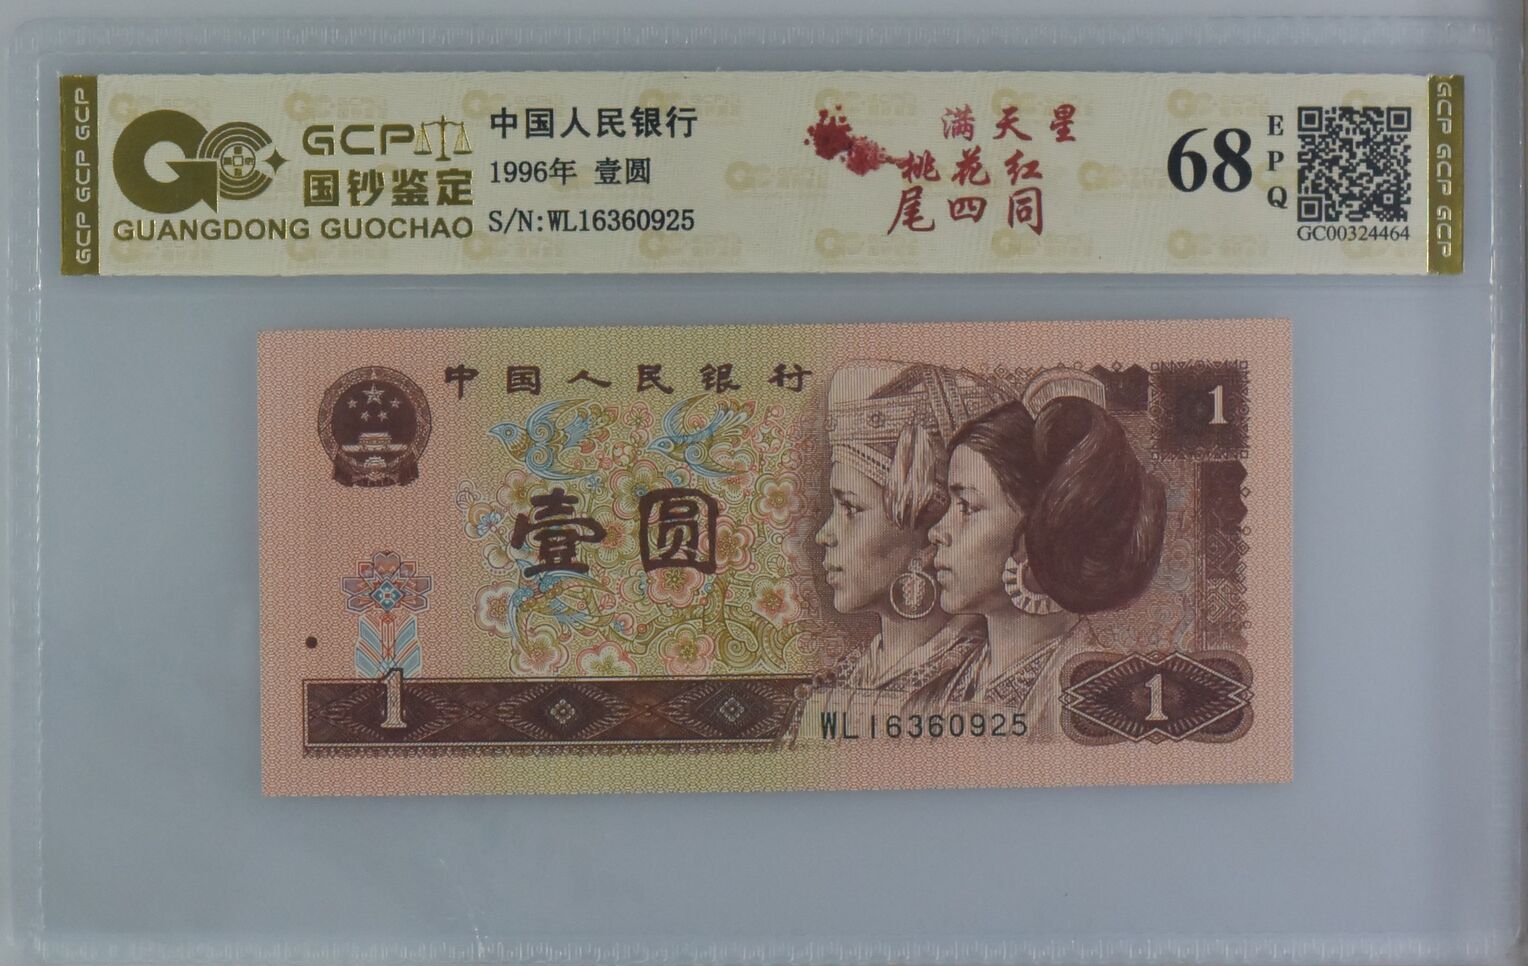 GCP GCP GCP
GCP
国钞鉴定
GUANGDONG GUOCHAO
中国人民银行
1996年 壹圆
S/N:WL16360925
满天星
桃花红
尾四同
68
EPQ
GC00324464
GCP GCP GCP
中国人民银行
1
壹圆
1
WL16360925
1